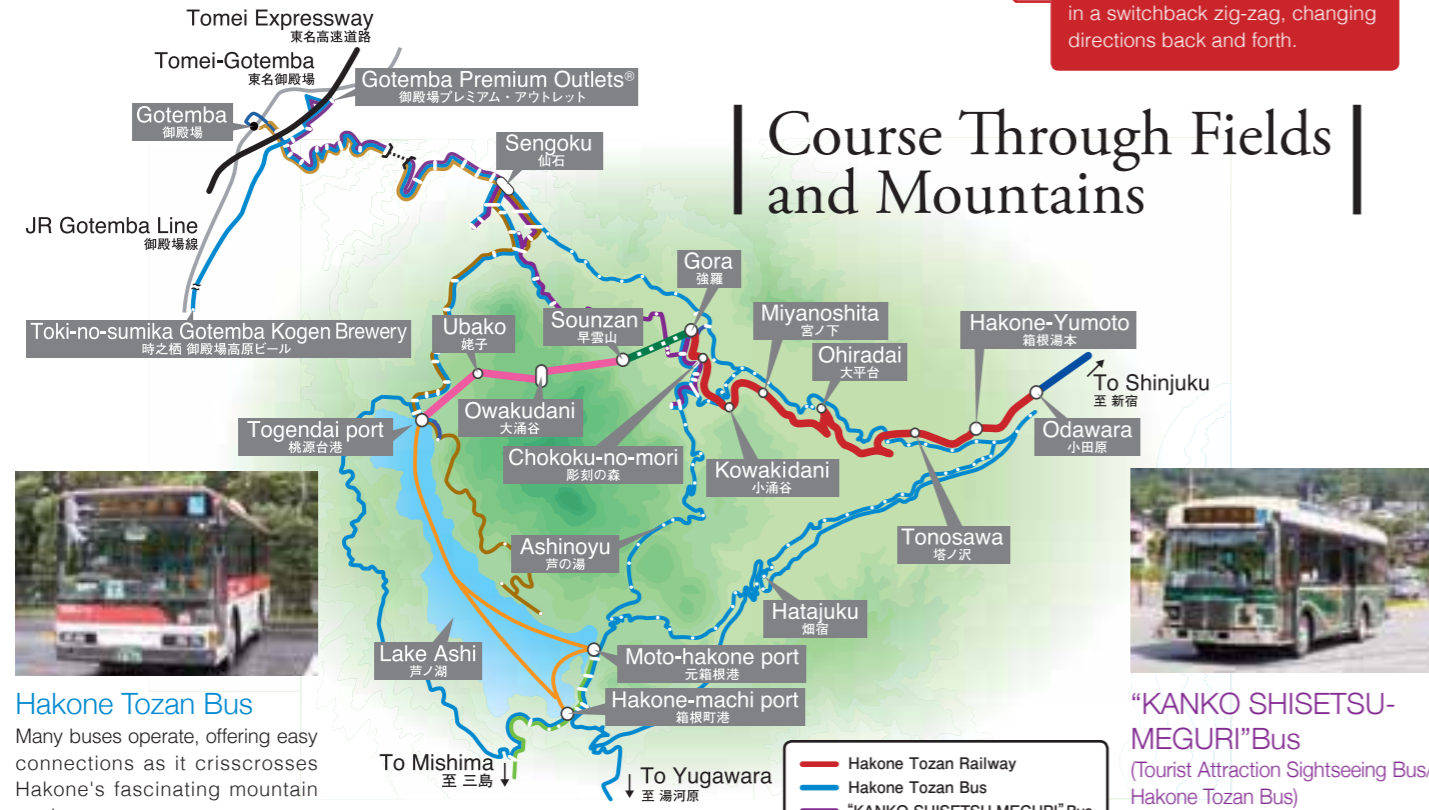 in a switchback zig-zag, changing
directions back and forth.
Course Through Fields
and Mountains
Tomei Expressway
東名高速道路
Tomei-Gotemba
東名御殿場
Gotemba Premium Outlets®
御殿場プレミアム・アウトレット
Gotemba
御殿場
Sengoku
仙石
JR Gotemba Line
御殿場線
Toki-no-sumika Gotemba Kogen Brewery
時之栖 御殿場高原ビール
Gora
強羅
Ubako
姥子
Sounzan
早雲山
Miyanoshita
宮ノ下
Hakone-Yumoto
箱根湯本
Ohiradai
大平台
To Shinjuku
至 新宿
Owakudani
大涌谷
Togendai port
桃源台港
Odawara
小田原
Chokoku-no-mori
彫刻の森
Kowakidani
小涌谷
Tonosawa
塔ノ沢
Ashinoyu
芦の湯
Hatajuku
畑宿
Lake Ashi
芦ノ湖
Moto-hakone port
元箱根港
Hakone-machi port
箱根町港
To Mishima
至 三島
To Yugawara
至 湯河原
Hakone Tozan Bus
Many buses operate, offering easy
connections as it crisscrosses
Hakone's fascinating mountain
Hakone Tozan Railway
Hakone Tozan Bus
"KANKO SHISETSU-MEGURI" Bus
“KANKO SHISETSU-
MEGURI”Bus
(Tourist Attraction Sightseeing Bus/
Hakone Tozan Bus)